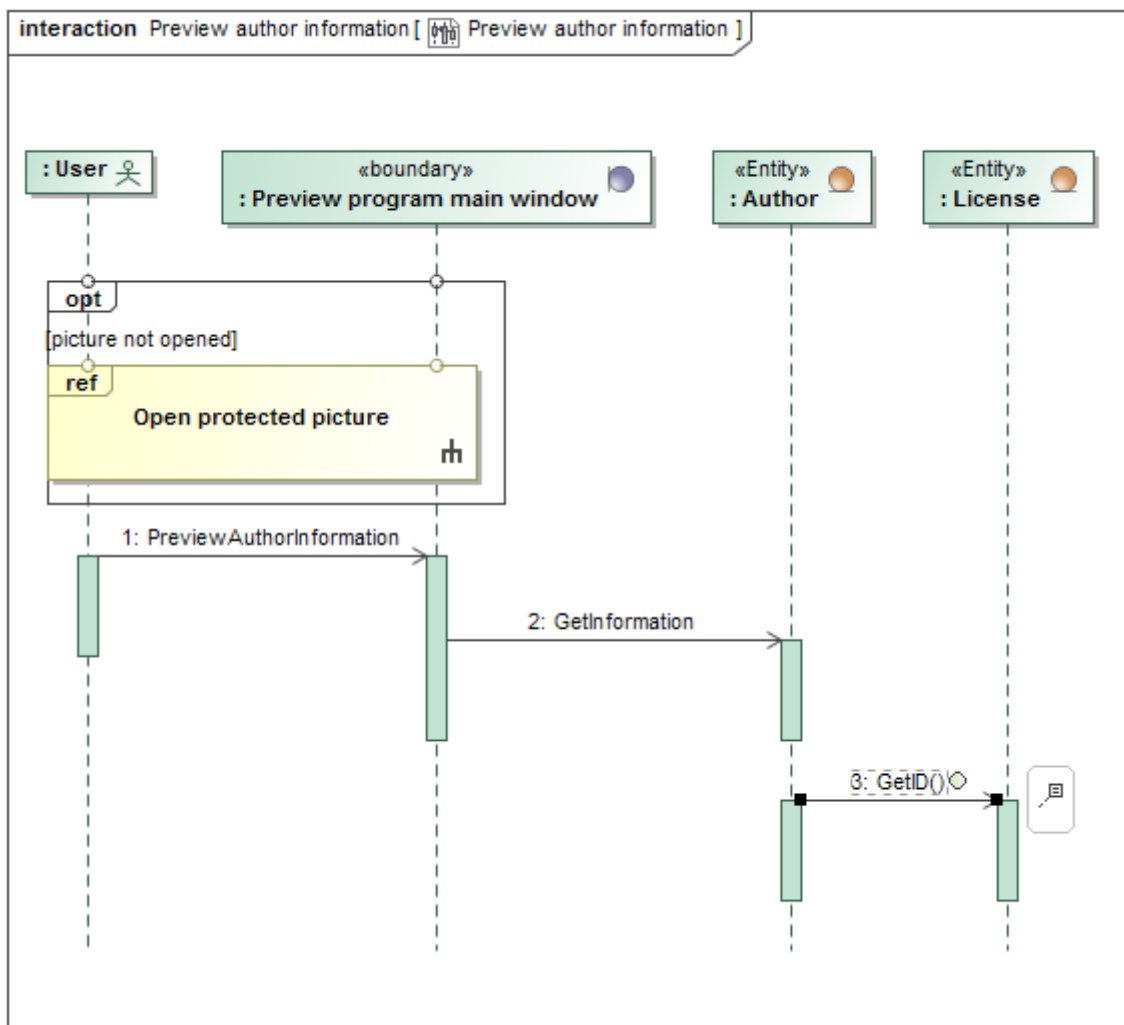 interaction Preview author information [ Preview author information ]
: User
«boundary»
: Preview program main window
«Entity»
: Author
«Entity»
: License
opt
[picture not opened]
ref
Open protected picture
1: PreviewAuthorInformation
2: GetInformation
3: GetID()